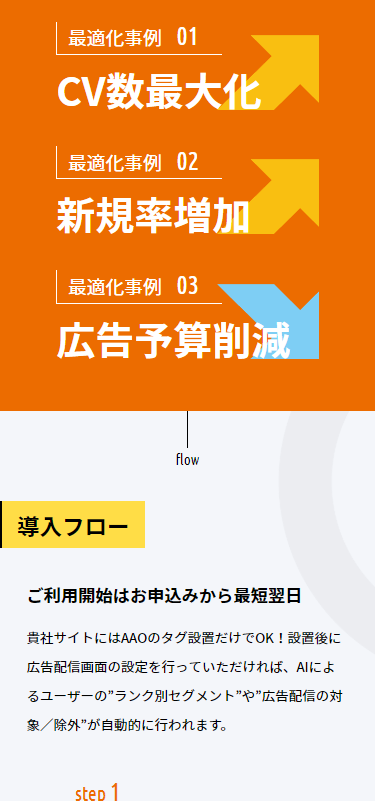 最適化事例 01
CV数最大化
最適化事例 02
新規率増加
最適化事例 03
広告予算削減
flow
導入フロー
ご利用開始はお申込みから最短翌日
貴社サイトにはAAOのタグ設置だけでOK！設置後に
広告配信画面の設定を行っていただければ、AIによ
るユーザーの”ランク別セグメント”や”広告配信の対
象／除外”が自動的に行われます。
step 1